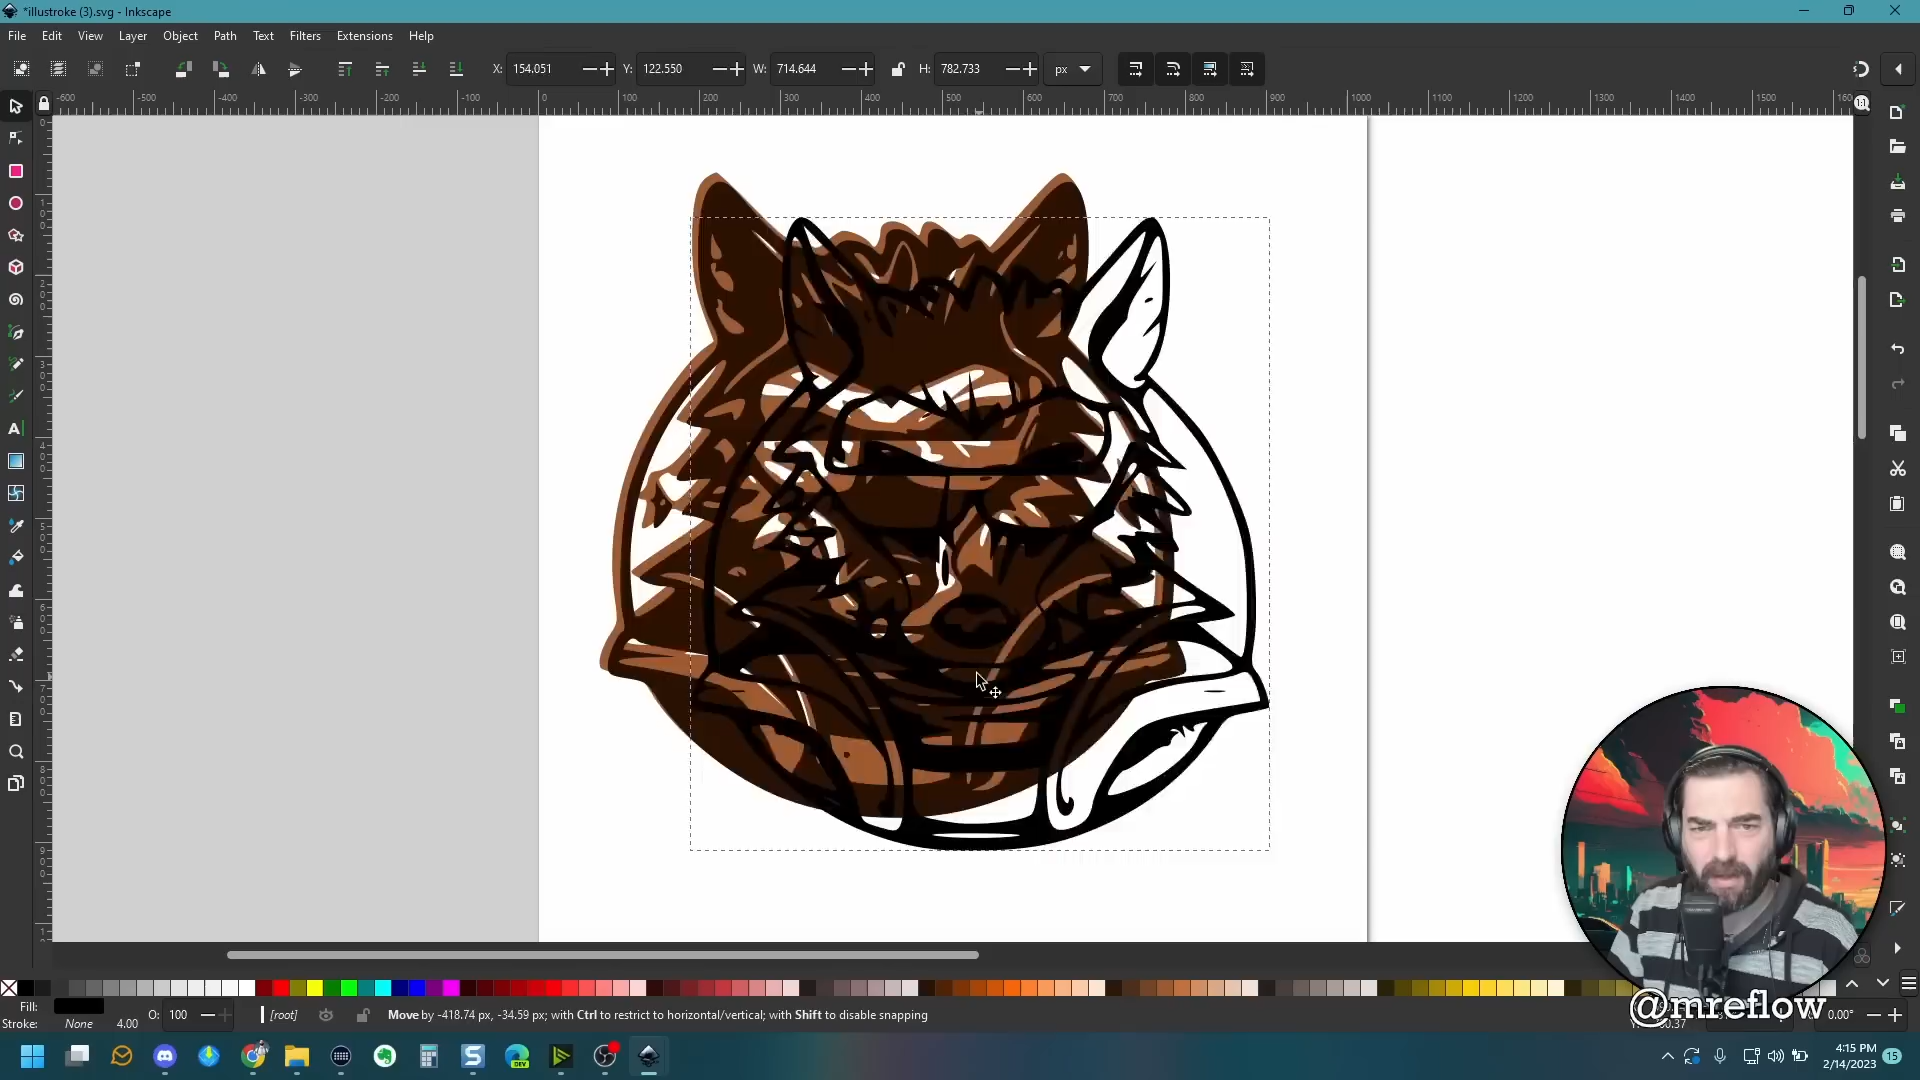 *illustroke (3).svg - Inkscape
File Edit View Layer Object Path Text Filters Extensions Help
X: 154.051 Y: 122.550 W: 714.644 H: 782.733 px
-600 -500 -400 -300 -200 -100 0 100 200 300 400 500 600 700 800 900 1000 1100 1200 1300 1400 1500
1:1
@mreflow
Fill: O: 100 [root] Move by -418.74 px, -34.59 px; with Ctrl to restrict to horizontal/vertical; with Shift to disable snapping 0.00°
Stroke: None 4.00
DEV
4:15 PM
2/14/2023 15